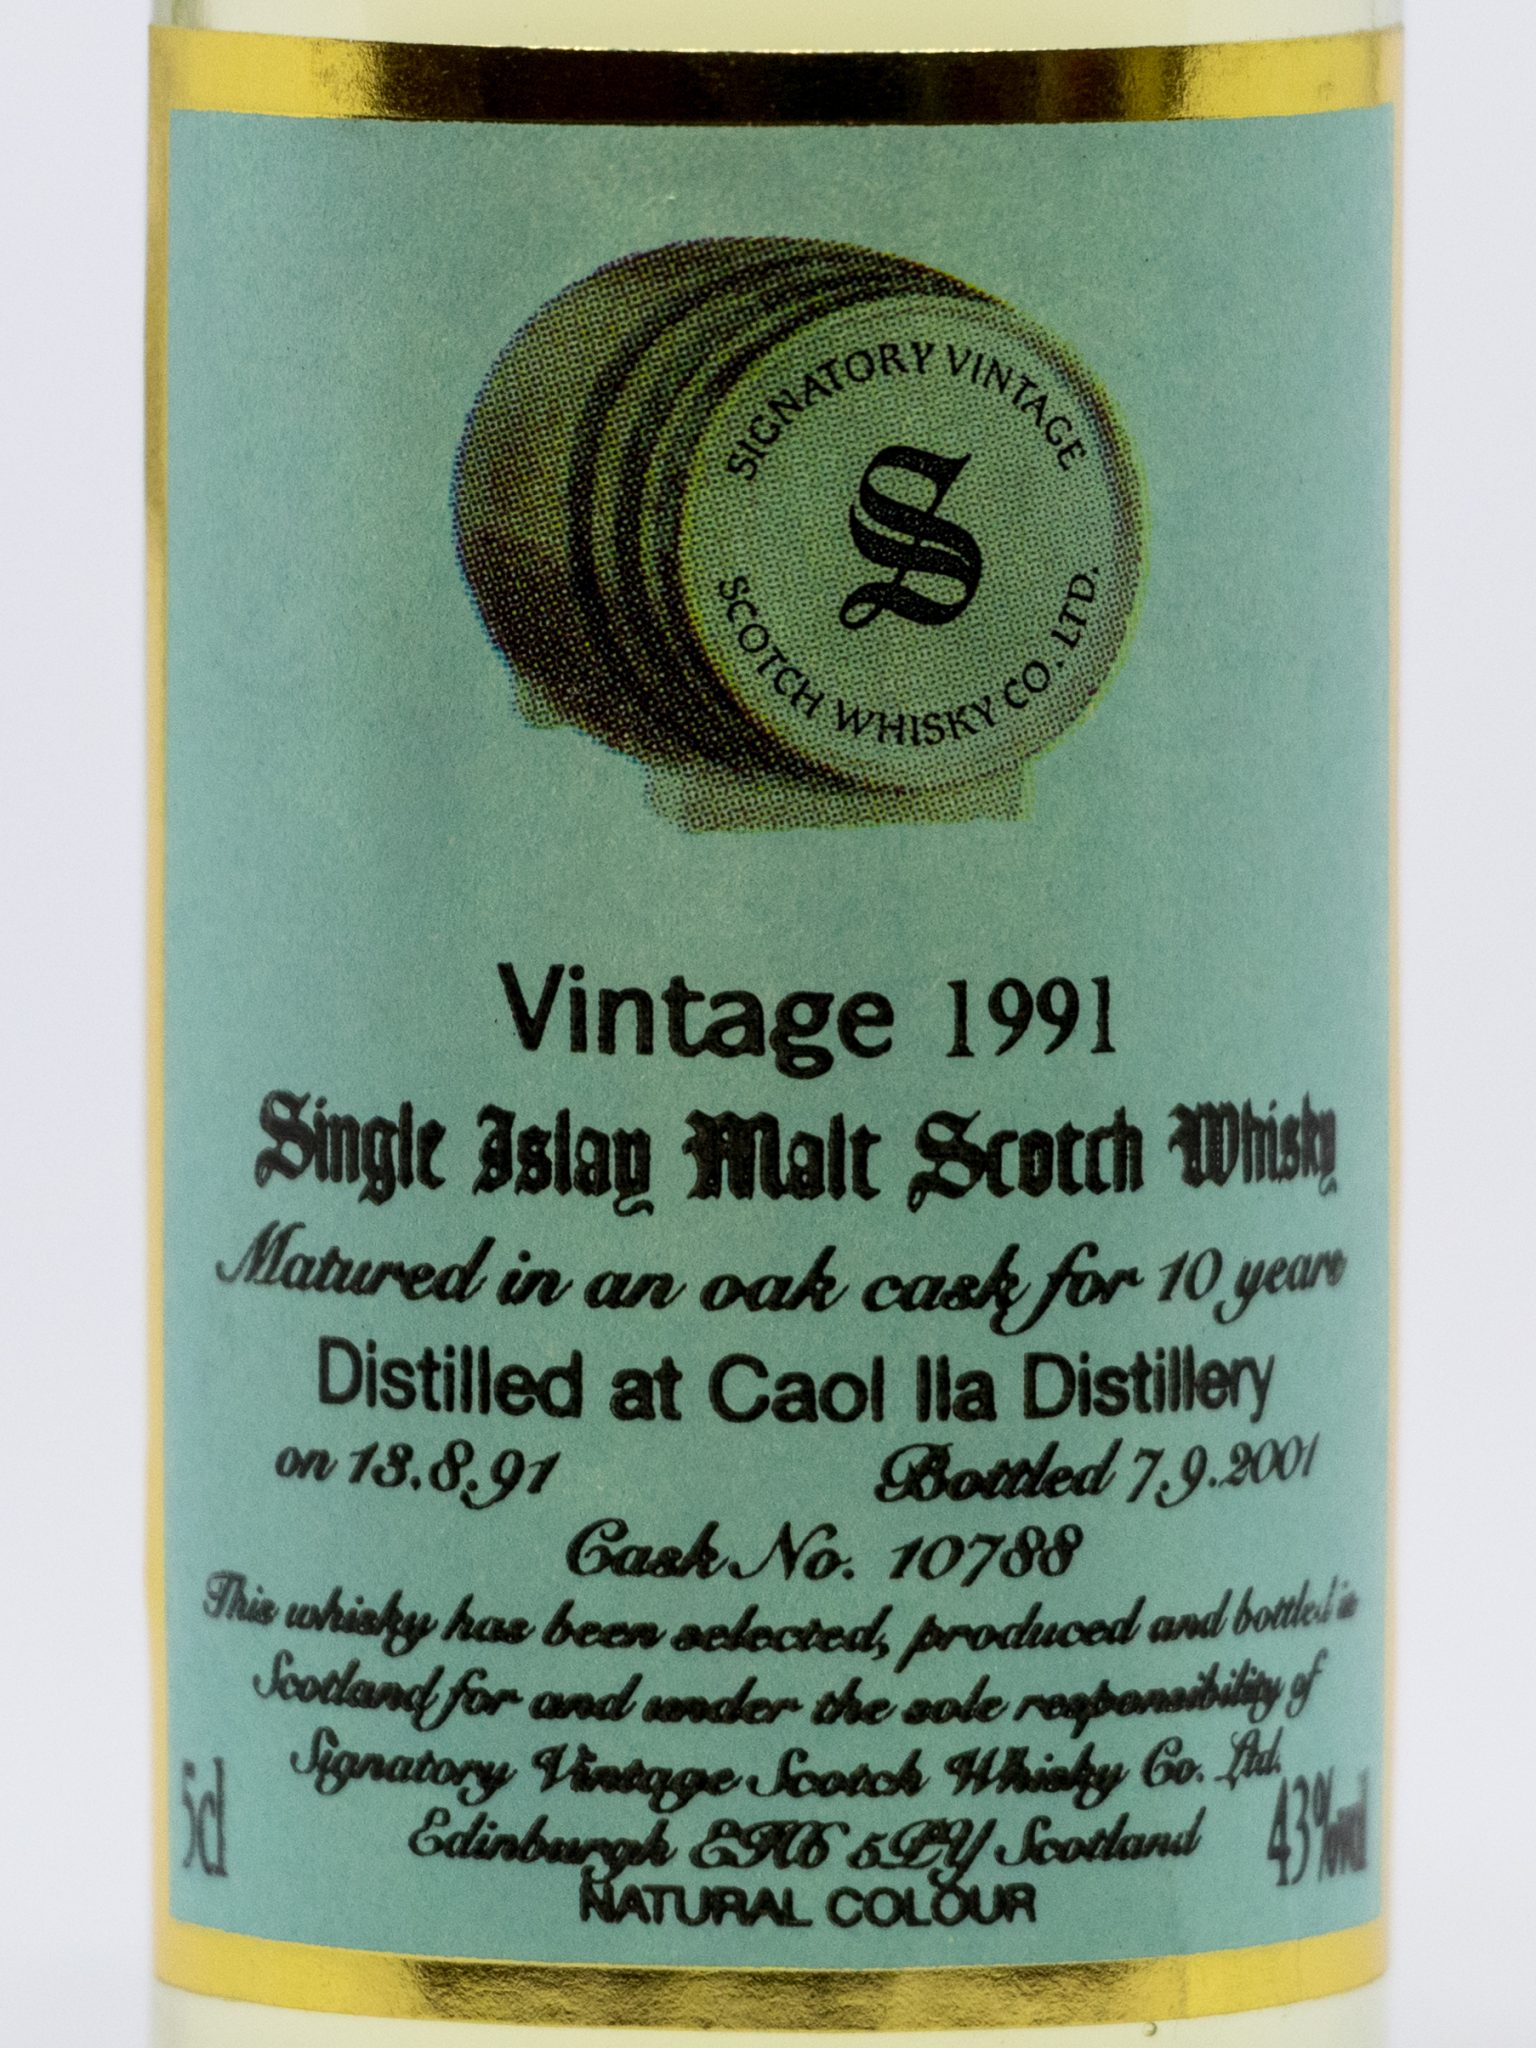 SIGNATORY VINTAGE
S
SCOTCH WHISKY CO. LTD.
Vintage 1991
Single Islay Malt Scotch Whisky
Matured in an oak cask for 10 years
Distilled at Caol Ila Distillery
on 13.8.91 Bottled 7.9.2001
Cask No. 10788
This whisky has been selected, produced and bottled in
Scotland for and under the sole responsibility of
Signatory Vintage Scotch Whisky Co. Ltd.
Edinburgh EH6 5PY Scotland
5cl 43%vol
NATURAL COLOUR